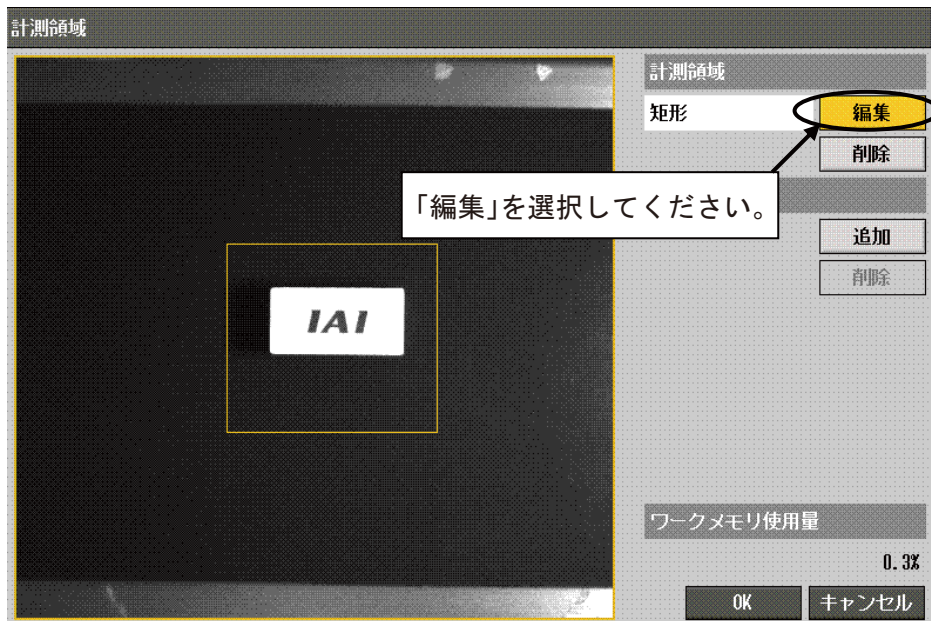 計測領域
計測領域
矩形
編集
削除
「編集」を選択してください。
追加
削除
IAI
ワークメモリ使用量
0.3%
OK
キャンセル